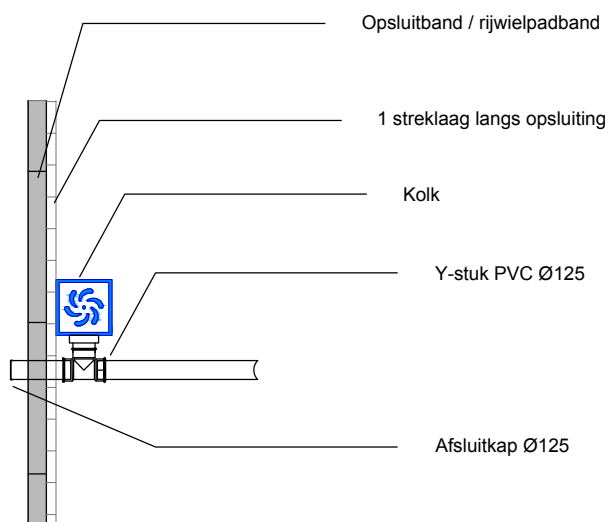 Opsluitband / rijwielpadband
1 streklaag langs opsluiting
Kolk
Y-stuk PVC Ø125
Afsluitkap Ø125